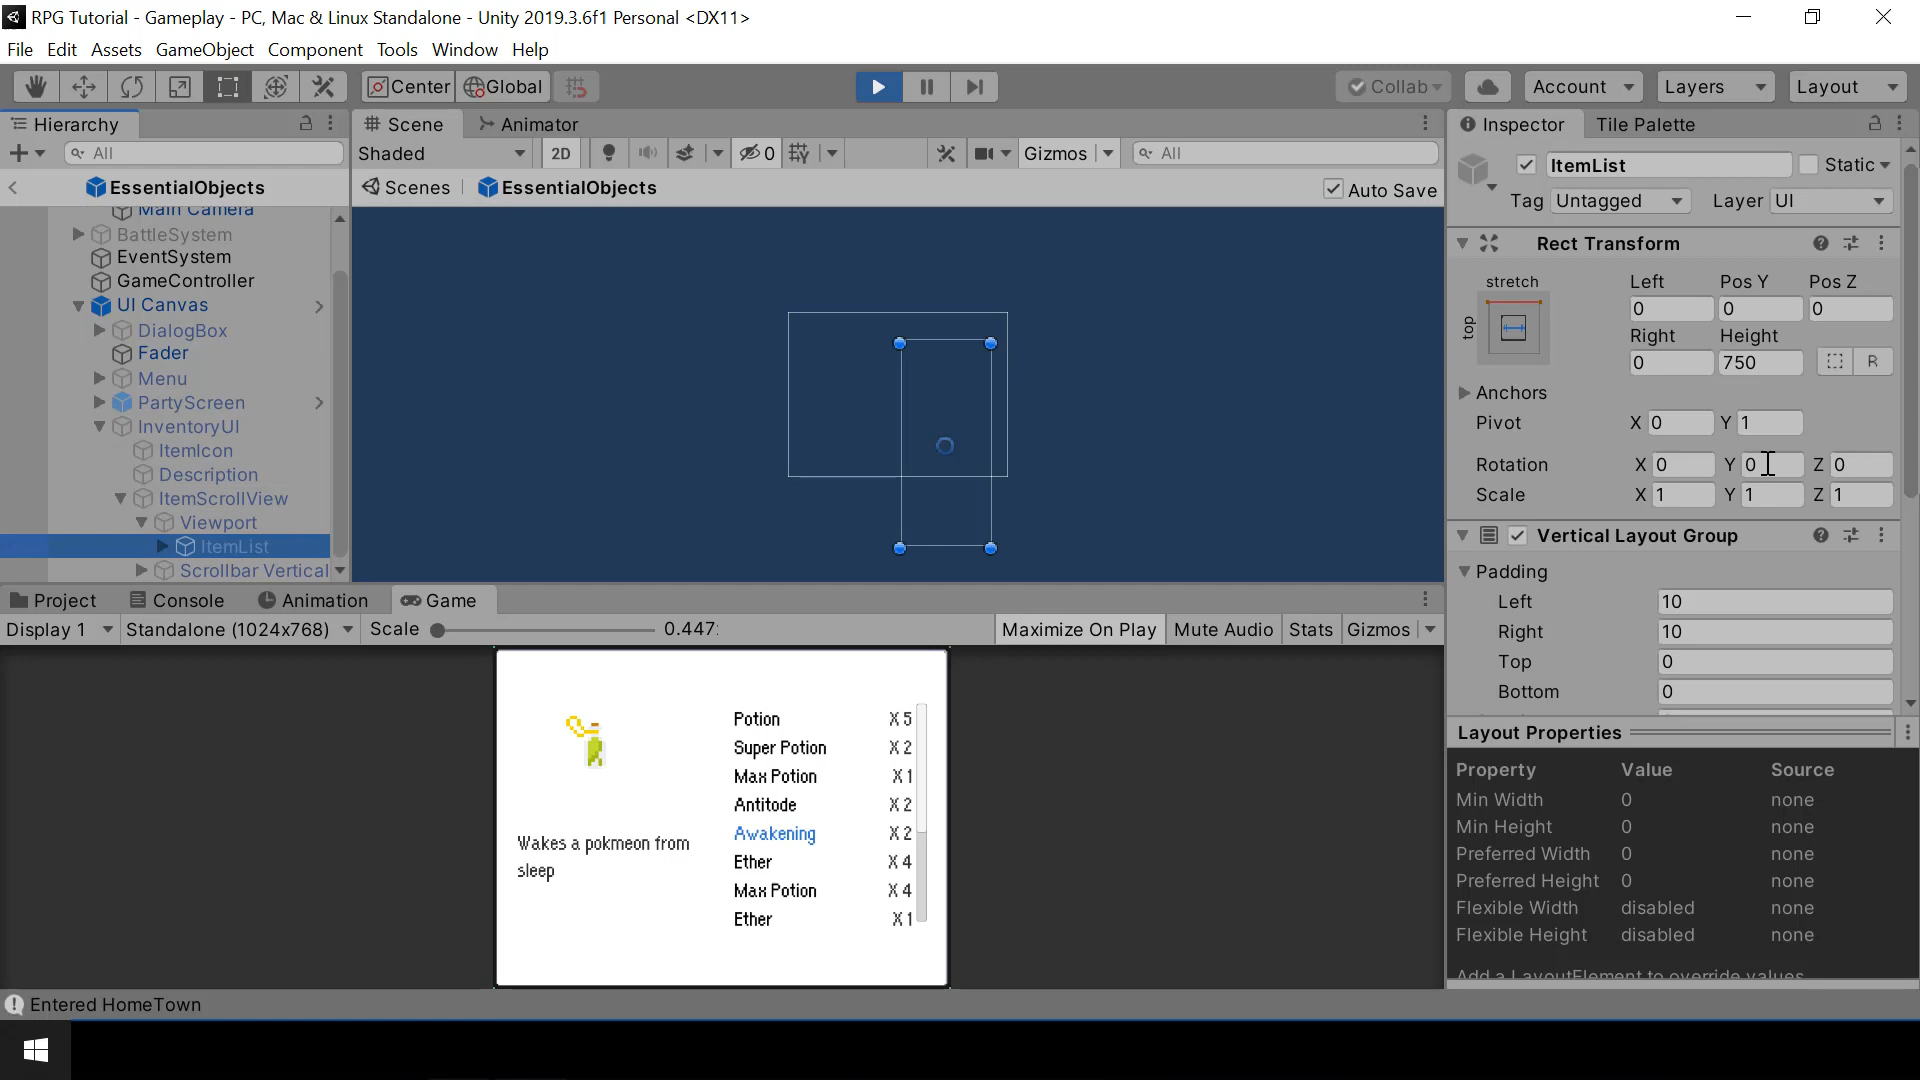 RPG Tutorial - Gameplay - PC, Mac & Linux Standalone - Unity 2019.3.6f1 Personal <DX11>
File Edit Assets GameObject Component Tools Window Help
Center Global Collab Account Layers Layout
Hierarchy
All
EssentialObjects
Main Camera
BattleSystem
EventSystem
GameController
UI Canvas
DialogBox
Fader
Menu
PartyScreen
InventoryUI
ItemIcon
Description
ItemScrollView
Viewport
ItemList
Scrollbar Vertical
Scene Animator
Shaded 2D 0 Gizmos All
Scenes EssentialObjects Auto Save
Project Console Animation Game
Display 1 Standalone (1024x768) Scale 0.447: Maximize On Play Mute Audio Stats Gizmos
Potion X 5
Super Potion X 2
Max Potion X 1
Antitode X 2
Awakening X 2
Ether X 4
Max Potion X 4
Ether X 1
Wakes a pokmeon from
sleep
Inspector Tile Palette
ItemList Static
Tag Untagged Layer UI
Rect Transform
stretch
top
Left Pos Y Pos Z
0 0 0
Right Height
0 750 R
Anchors
Pivot X 0 Y 1
Rotation X 0 Y 0 Z 0
Scale X 1 Y 1 Z 1
Vertical Layout Group
Padding
Left 10
Right 10
Top 0
Bottom 0
Layout Properties
Property Value Source
Min Width 0 none
Min Height 0 none
Preferred Width 0 none
Preferred Height 0 none
Flexible Width disabled none
Flexible Height disabled none
Add a LayoutElement to override values
Entered HomeTown